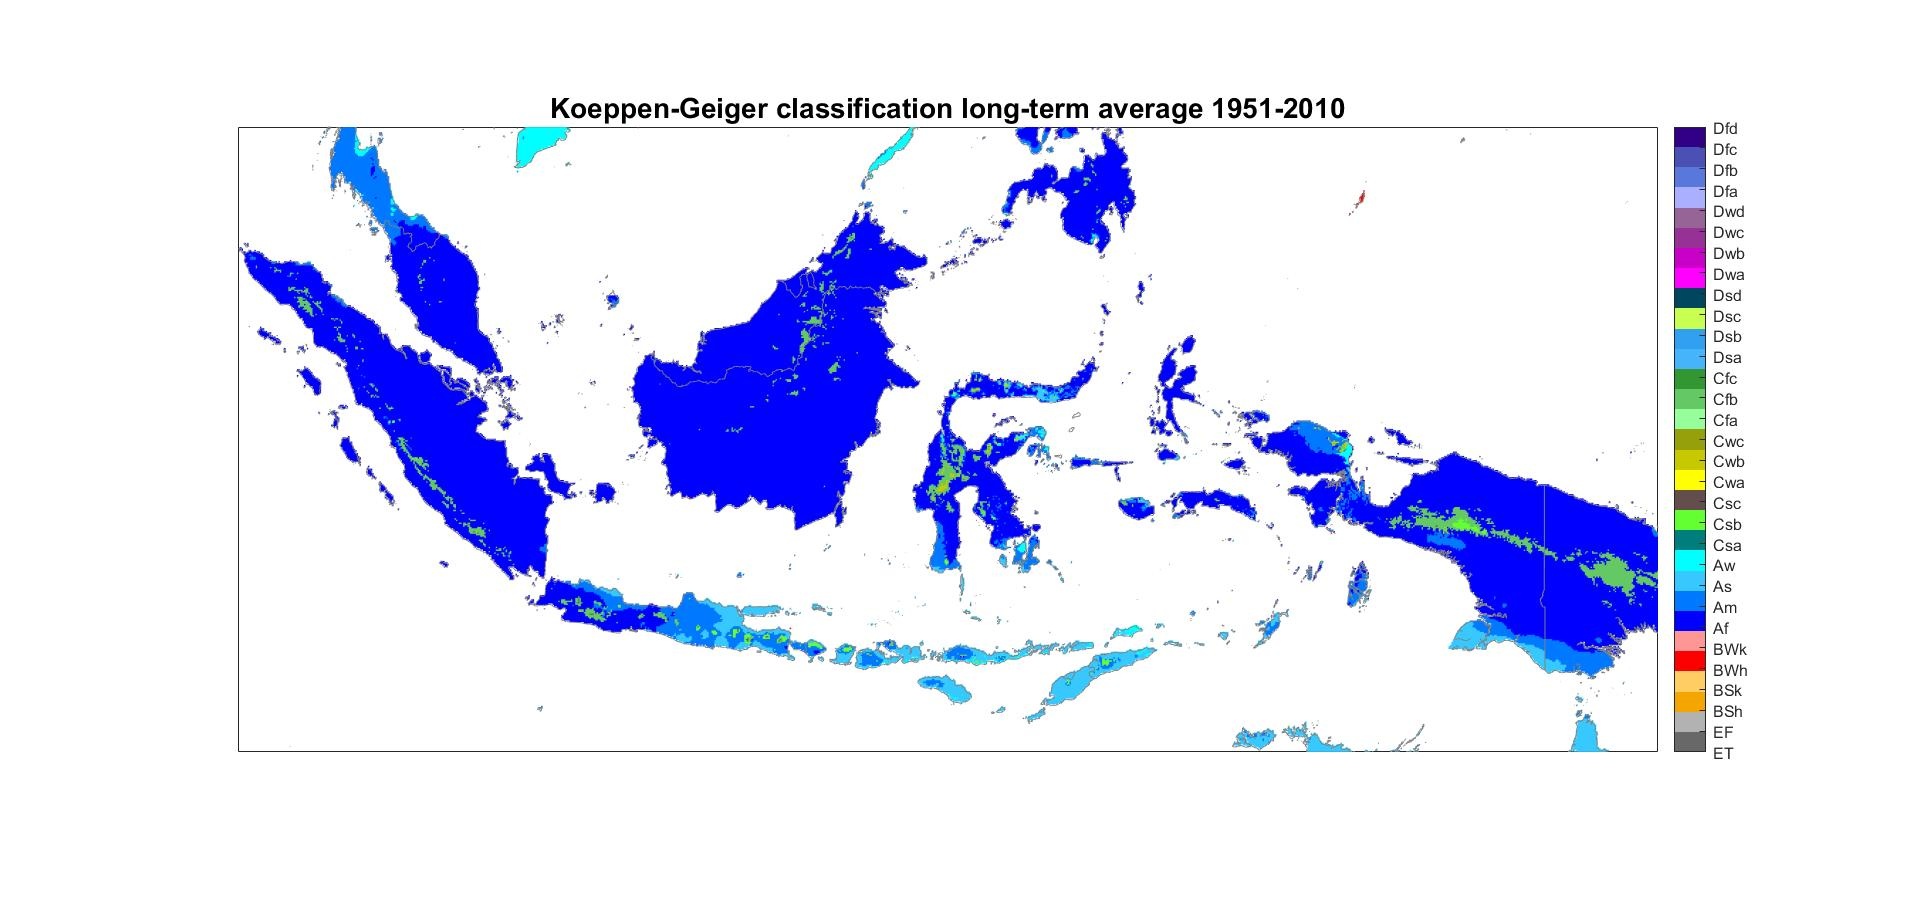 Koeppen-Geiger classification long-term average 1951-2010
Dfd
Dfc
Dfb
Dfa
Dwd
Dwc
Dwb
Dwa
Dsd
Dsc
Dsb
Dsa
Cfc
Cfb
Cfa
Cwc
Cwb
Cwa
Csc
Csb
Csa
Aw
As
Am
Af
BWk
BWh
BSk
BSh
EF
ET